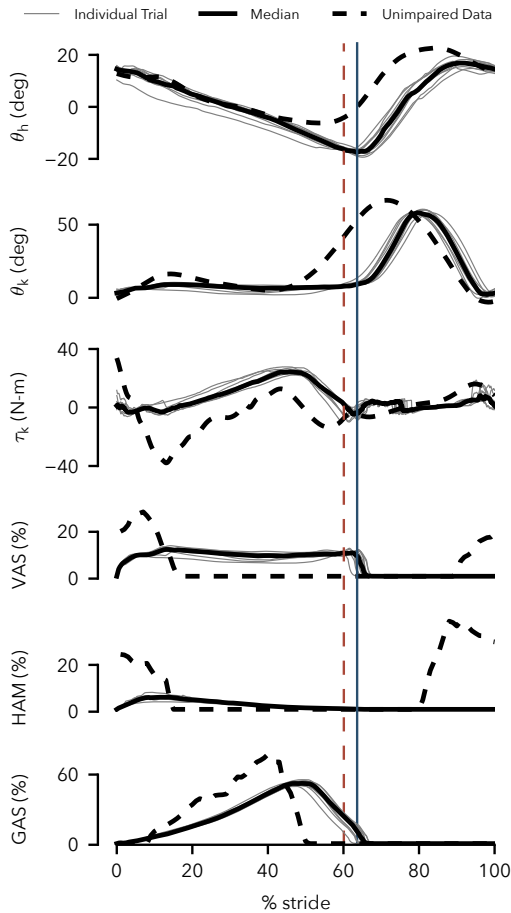 Individual Trial Median Unimpaired Data
θh (deg)
20
0
−20
θk (deg)
50
0
τk (N-m)
40
0
−40
VAS (%)
20
0
HAM (%)
20
0
GAS (%)
60
0
0 20 40 60 80 100
% stride